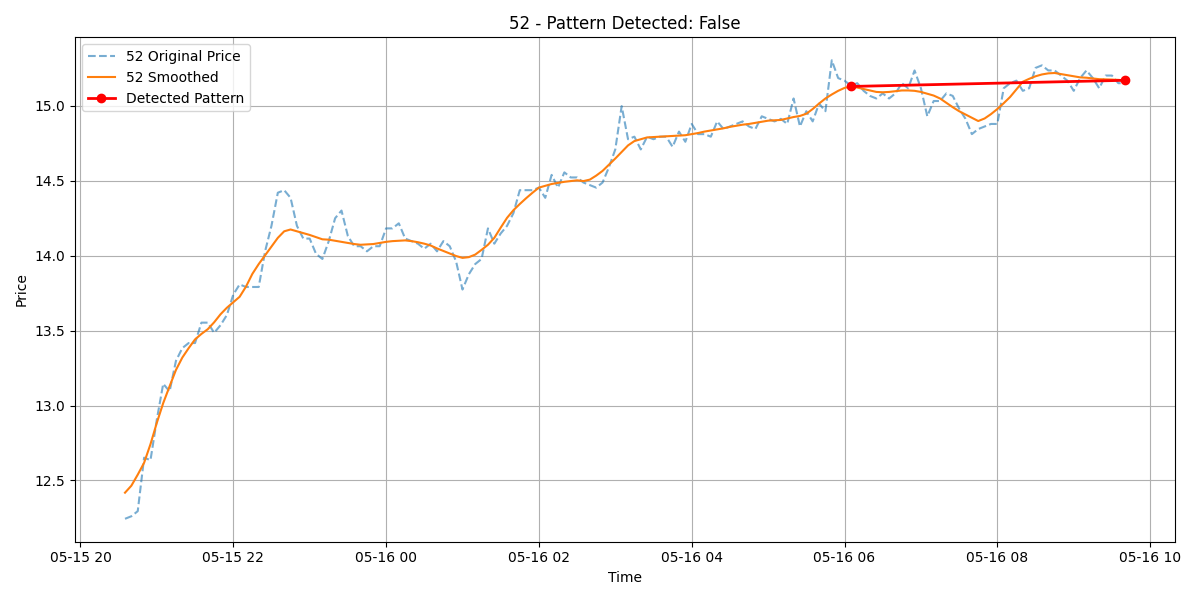 52 - Pattern Detected: False
52 Original Price
52 Smoothed
Detected Pattern
Price
15.0
14.5
14.0
13.5
13.0
12.5
05-15 20
05-15 22
05-16 00
05-16 02
05-16 04
05-16 06
05-16 08
05-16 10
Time